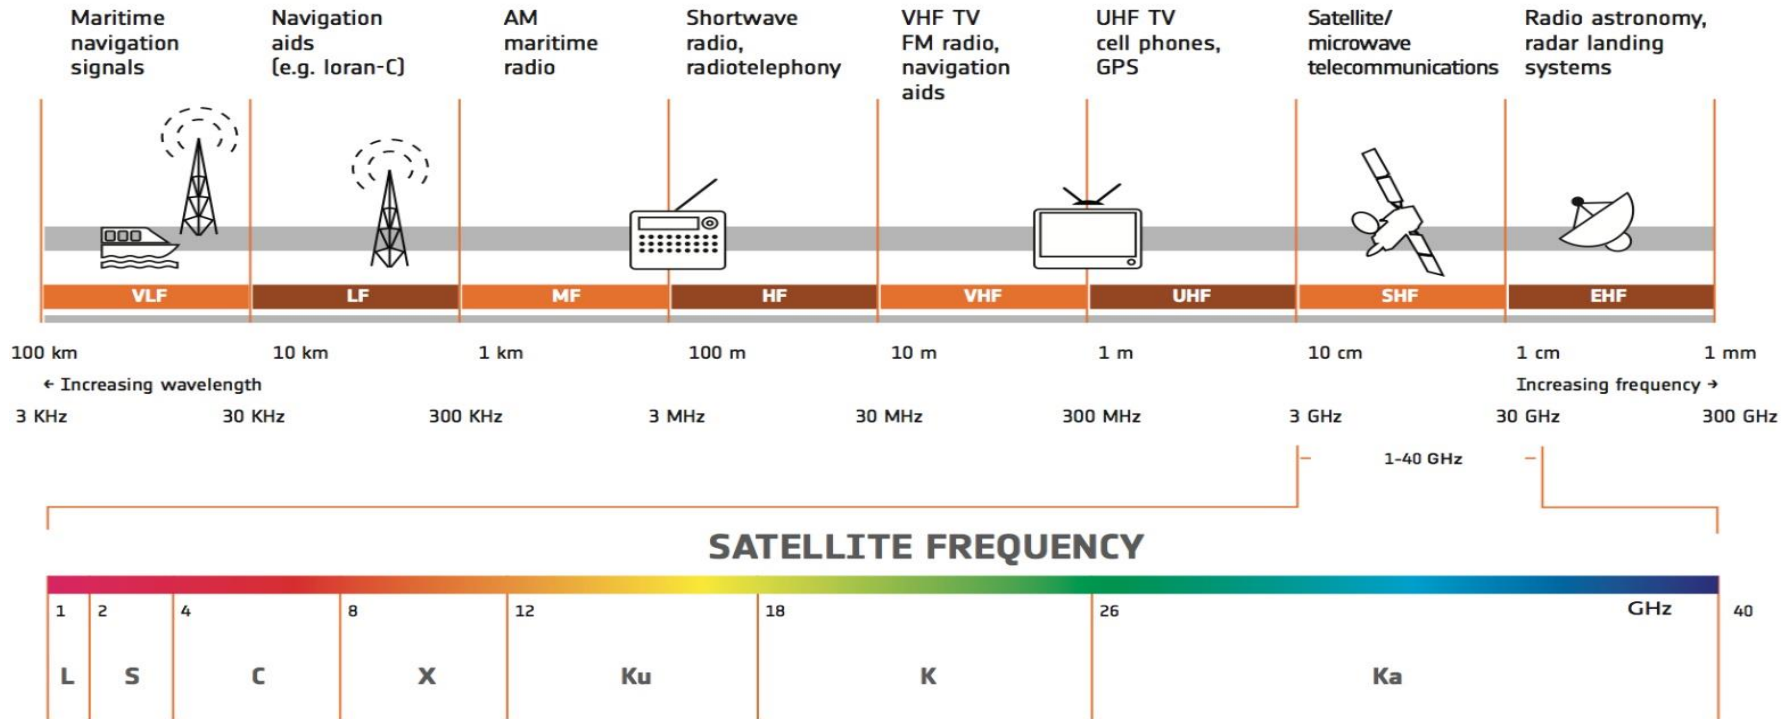 Maritime
navigation
signals
Navigation
aids
(e.g. loran-C)
AM
maritime
radio
Shortwave
radio,
radiotelephony
VHF TV
FM radio,
navigation
aids
UHF TV
cell phones,
GPS
Satellite/
microwave
telecommunications
Radio astronomy,
radar landing
systems
VLF LF MF HF VHF UHF SHF EHF
100 km 10 km 1 km 100 m 10 m 1 m 10 cm 1 cm 1 mm
← Increasing wavelength Increasing frequency →
3 KHz 30 KHz 300 KHz 3 MHz 30 MHz 300 MHz 3 GHz 30 GHz 300 GHz
1-40 GHz
SATELLITE FREQUENCY
1 2 4 8 12 18 26 GHz 40
L S C X Ku K Ka